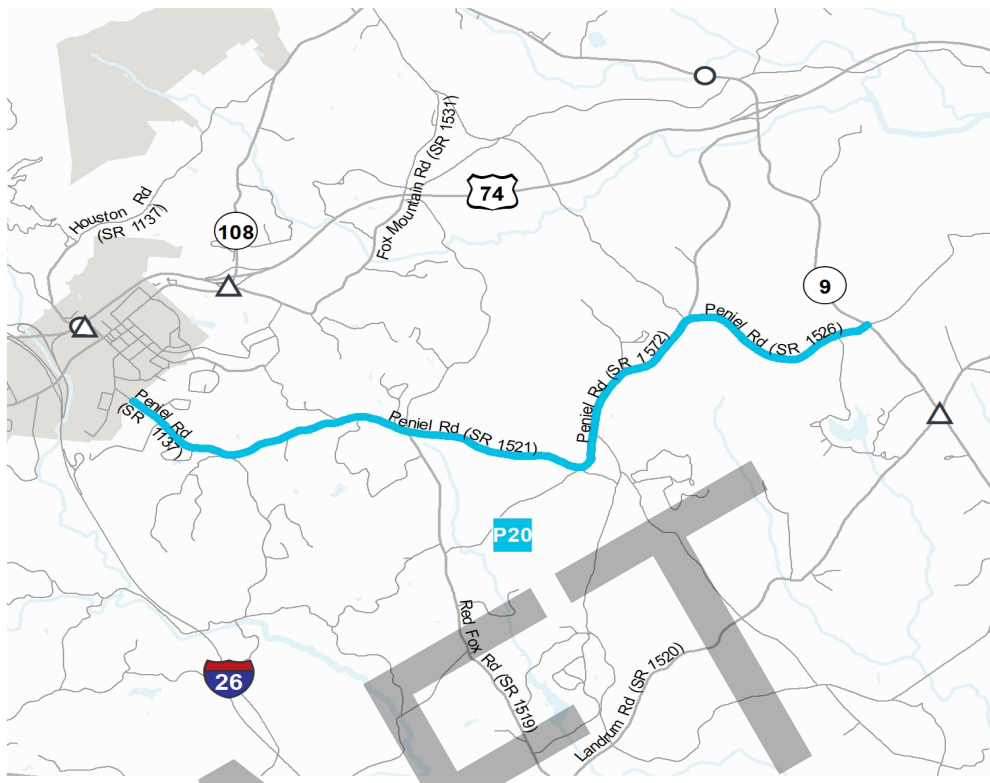 Fox Mountain Rd (SR 1531)
74
Houston Rd
(SR 1137)
108
9
Peniel Rd (SR 1526)
Peniel Rd (SR 1572)
Peniel Rd
(SR 1137)
Peniel Rd (SR 1521)
P20
Red Fox Rd (SR 1519)
Landrum Rd (SR 1520)
26